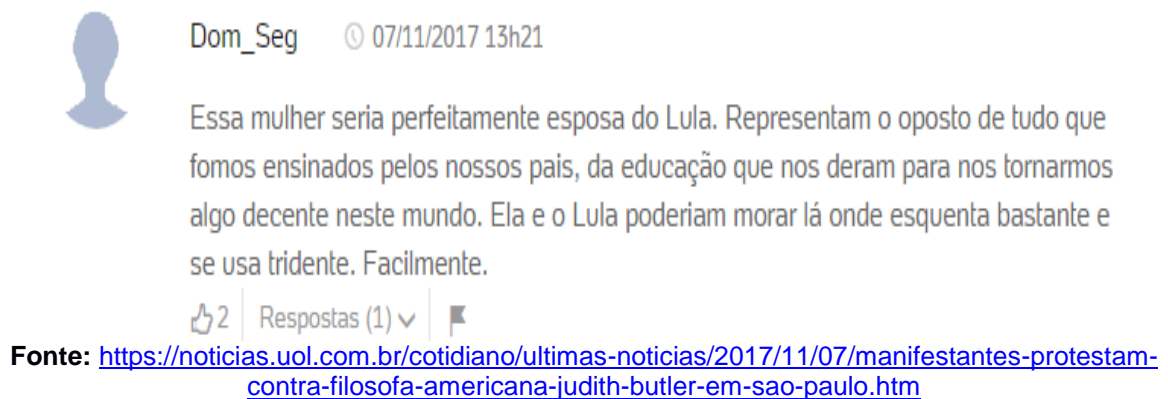 Dom_Seg 07/11/2017 13h21
Essa mulher seria perfeitamente esposa do Lula. Representam o oposto de tudo que
fomos ensinados pelos nossos pais, da educação que nos deram para nos tornarmos
algo decente neste mundo. Ela e o Lula poderiam morar lá onde esquenta bastante e
se usa tridente. Facilmente.
2 Respostas (1)
Fonte: https://noticias.uol.com.br/cotidiano/ultimas-noticias/2017/11/07/manifestantes-protestam-
contra-filosofa-americana-judith-butler-em-sao-paulo.htm